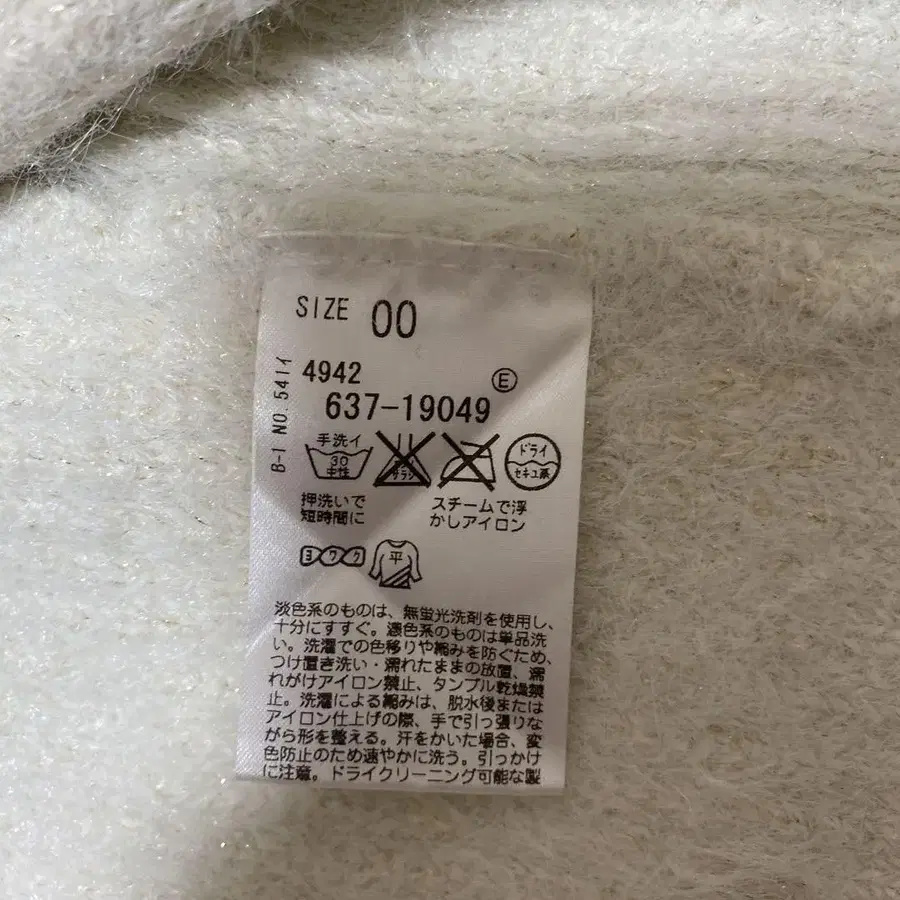 SIZE 00
B-1 NO.541イ
4942
Ⓔ
637-19049
手洗イ
30
中性
サラシ
ドライ
セキユ系
押洗いで
短時間に
スチームで浮
かしアイロン
ヨワク
平
淡色系のものは、無蛍光洗剤を使用し、
十分にすすぐ。濃色系のものは単品洗
い。洗濯での色移りや縮みを防ぐため、
つけ置き洗い・濡れたままの放置、濡
れがけアイロン禁止、タンブル乾燥禁
止。洗濯による縮みは、脱水後または
アイロン仕上げの際、手で引っ張りな
がら形を整える。汗をかいた場合、変
色防止のため速やかに洗う。引っかけ
に注意。ドライクリーニング可能な製